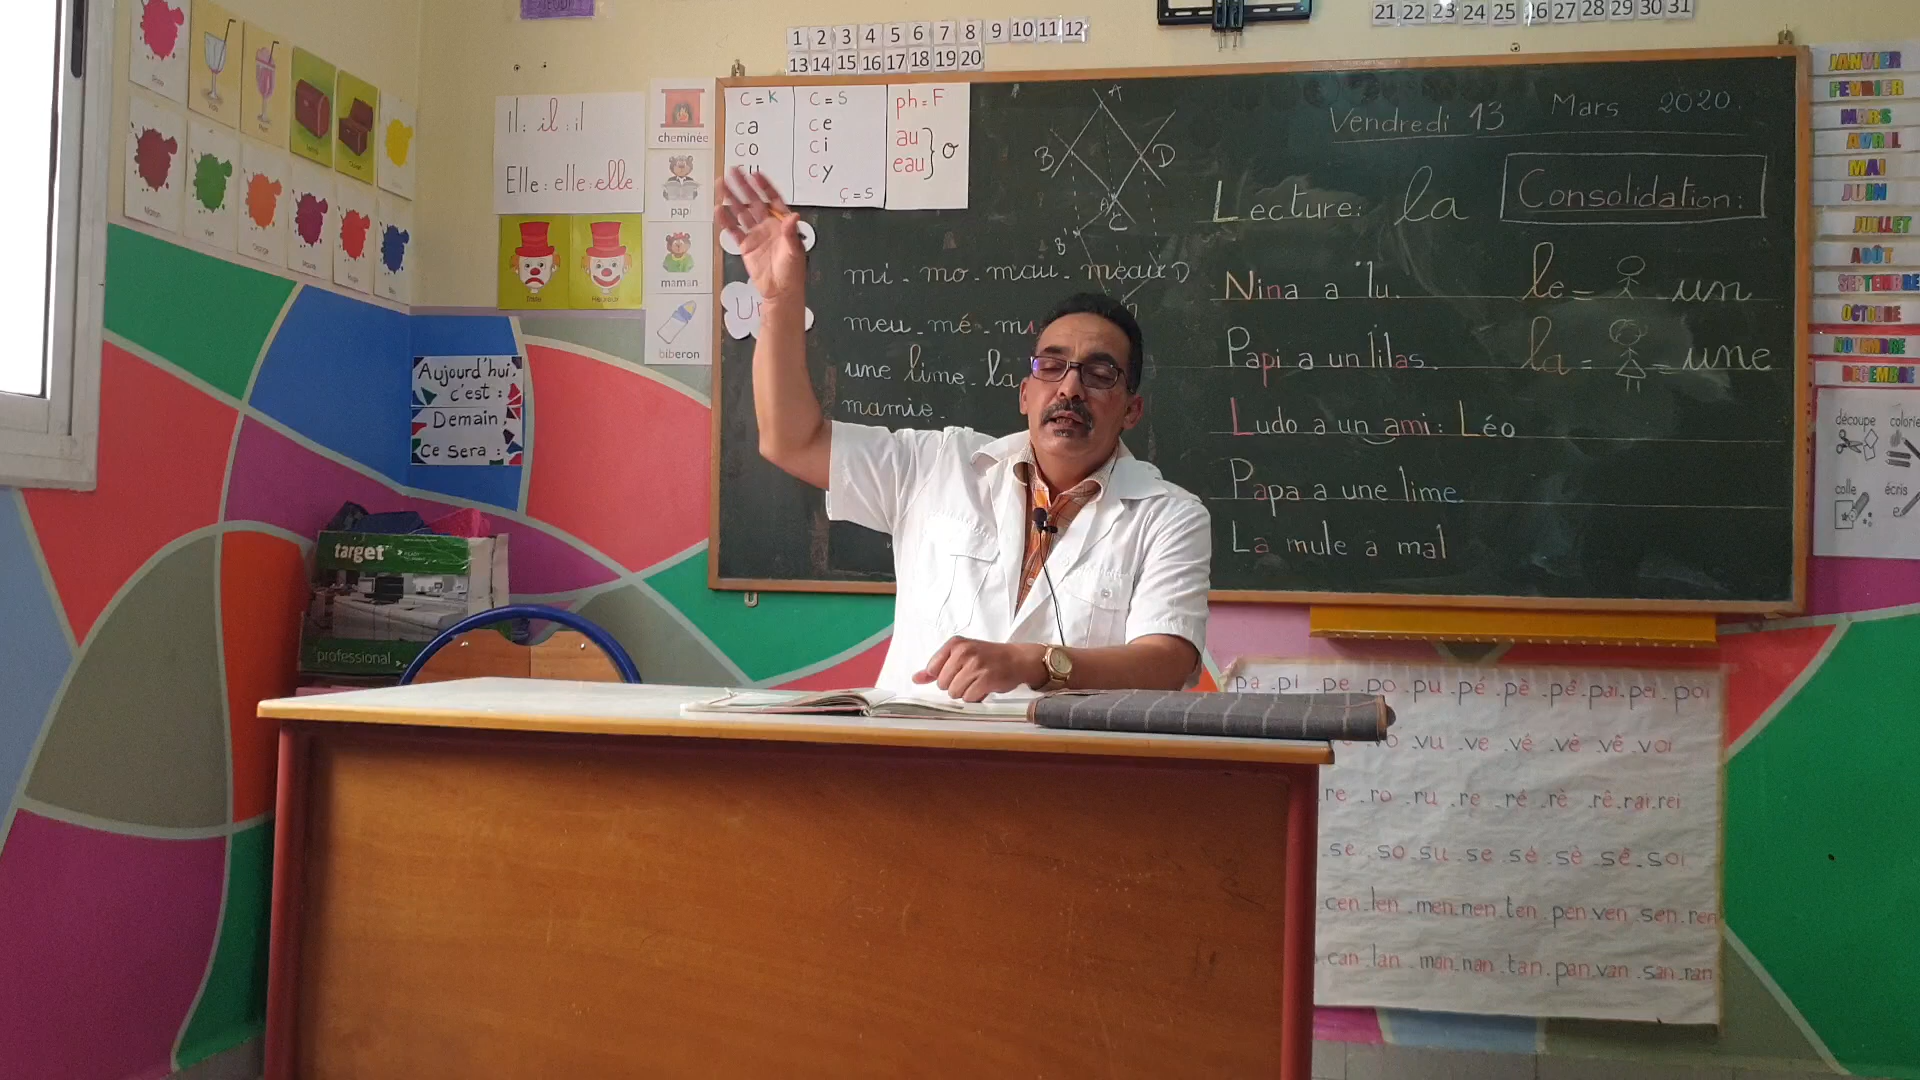 1 2 3 4 5 6 7 8 9 10 11 12
13 14 15 16 17 18 19 20
21 22 23 24 25 26 27 28 29 30 31
JANVIER
FEVRIER
MARS
AVRIL
MAI
JUIN
JUILLET
AOÛT
SEPTEMBRE
OCTOBRE
NOVEMBRE
DECEMBRE
découpe
colle
écris
Il: il: il
Elle: elle: elle
cheminée
papi
maman
biberon
C = K
ca
co
C = S
ce
ci
cy
ç = s
ph = F
au
eau
} o
Aujourd'hui,
c'est :
Demain,
Ce Sera :
target
professional
A
B
D
C
B'
Vendredi 13 Mars 2020.
Lecture: la
Consolidation:
mi - mo - mau - meau
meu - mé -
une lime - la
mamie.
Nina a lu.
le = un
Papi a un lilas.
la = = une
Ludo a un ami : Léo
Papa a une lime
La mule a mal
pa . pi . pe . po . pu . pé . pè . pê . pai . pei . poi
vo . vu . ve . vé . vè . vê . voi
re . ro . ru . re . ré . rè . rê . rai . rei
so . su . se . sé . sè . sê . soi
cen . len . men . nen . ten . pen . ven . sen . ren
can . lan . man . nan . tan . pan . van . san . ran